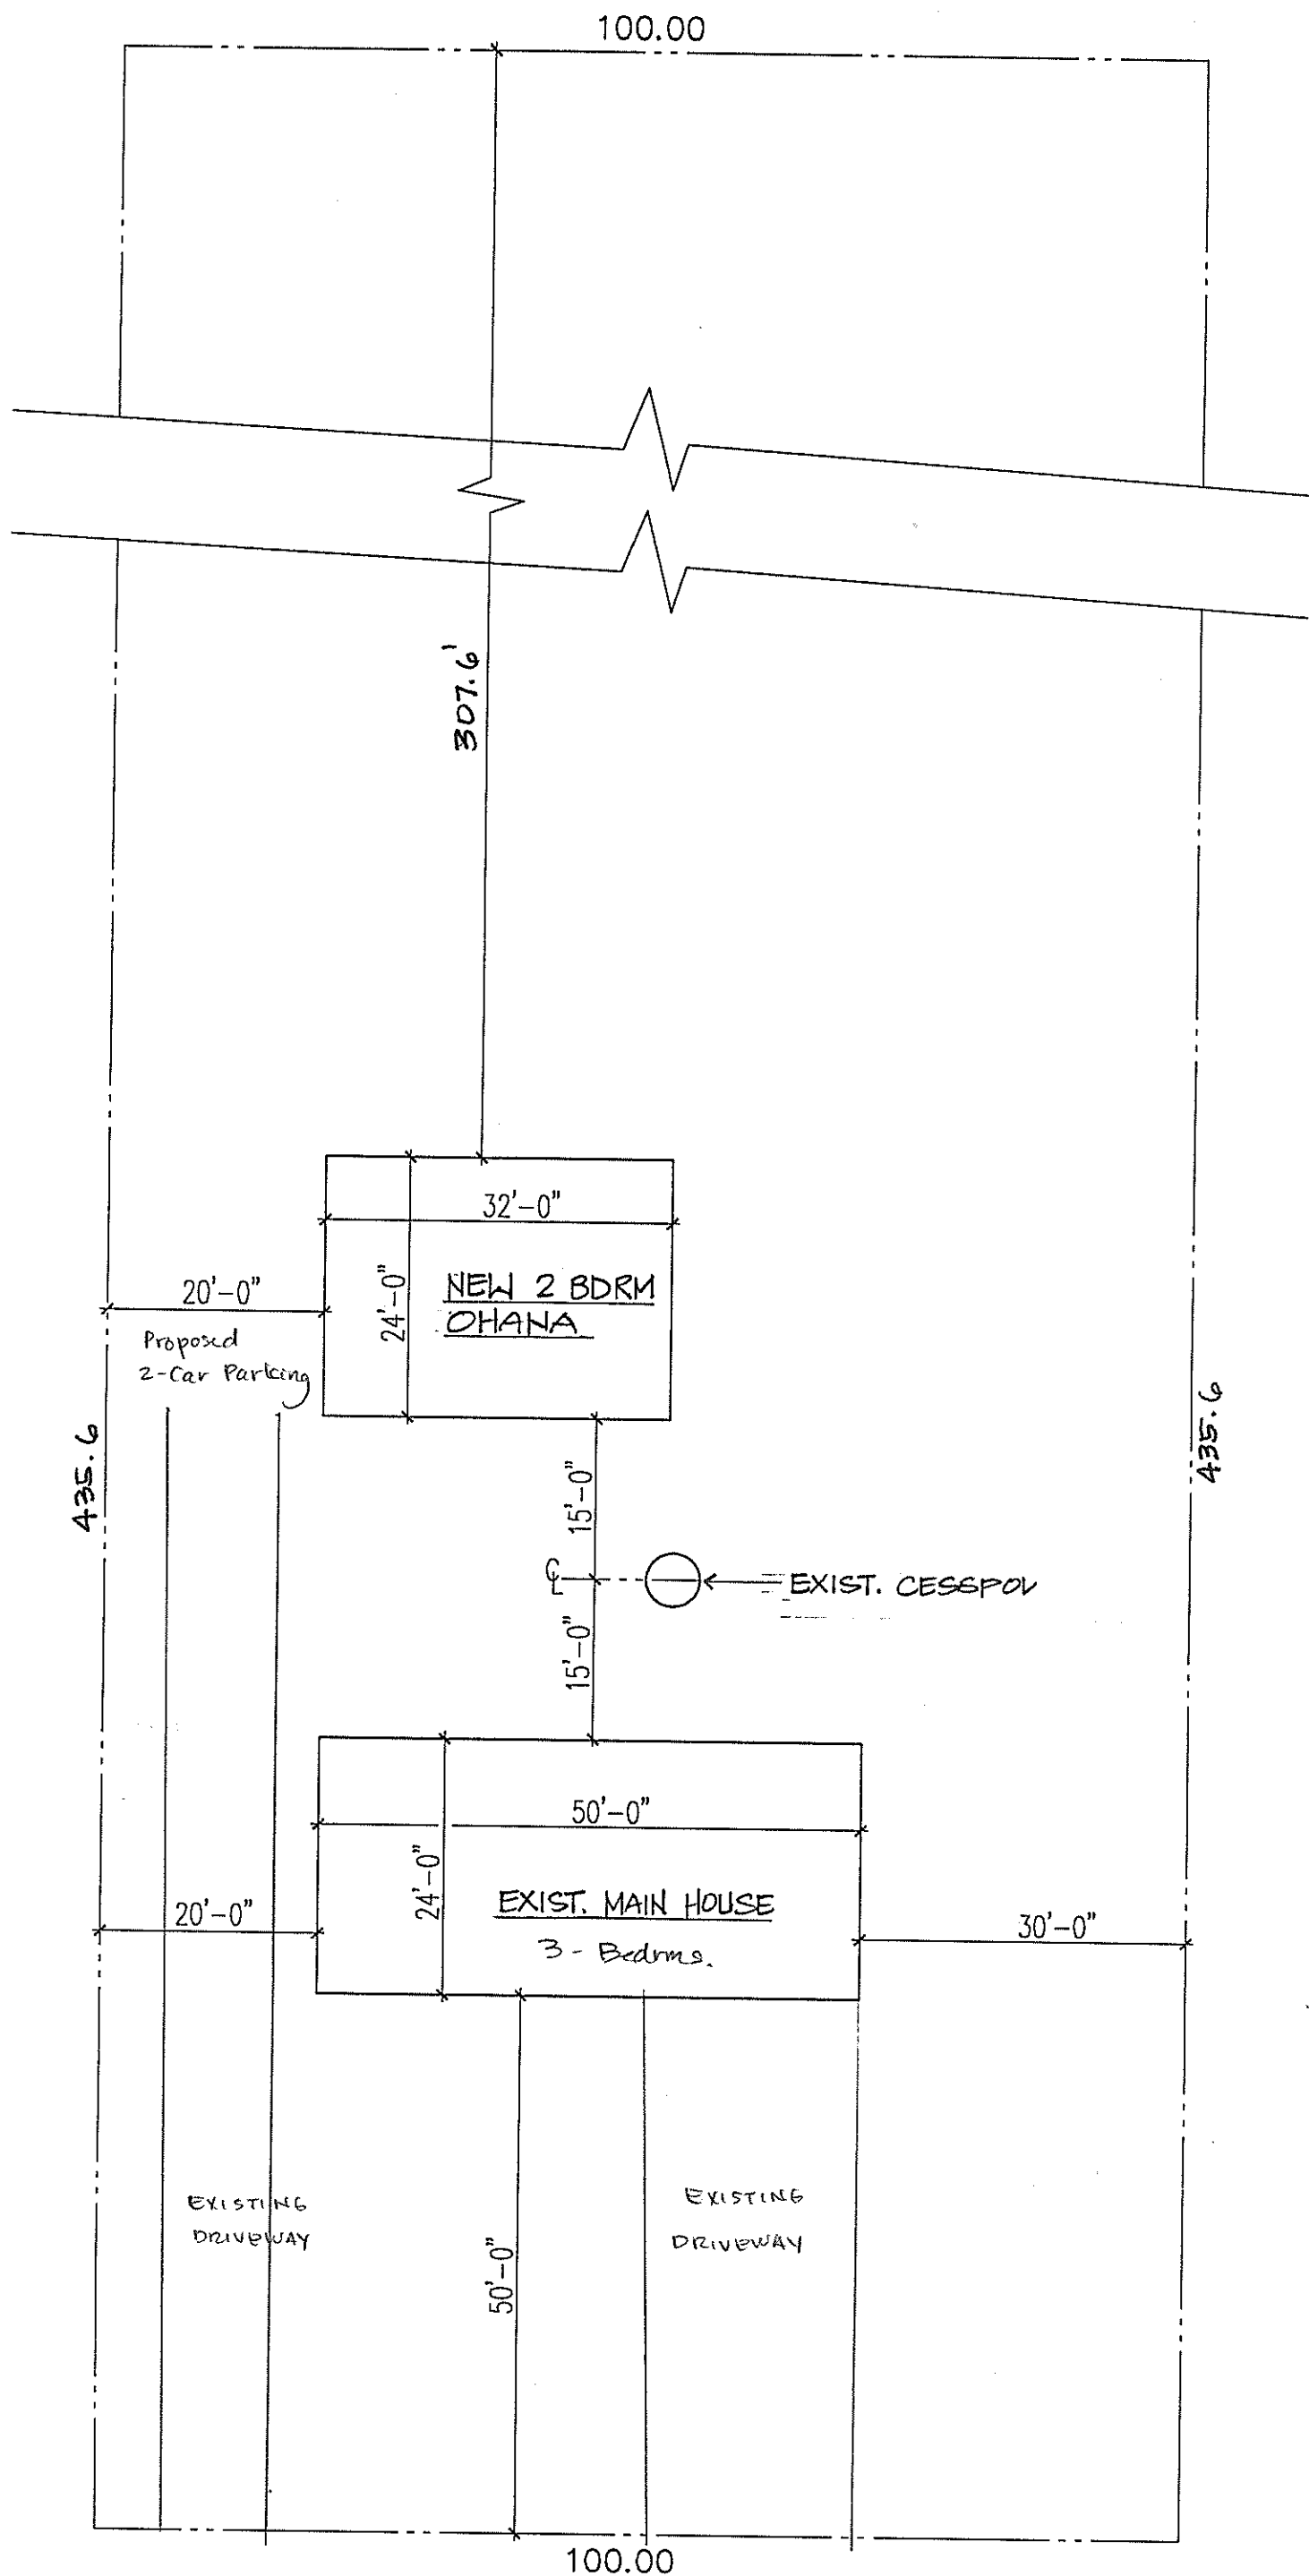 100.00
307.6'
32'-0"
24'-0"
NEW 2 BDRM
OHANA
20'-0"
Proposed
2-Car Parking
435.6
435.6
15'-0"
CL
EXIST. CESSPOL
15'-0"
50'-0"
24'-0"
EXIST. MAIN HOUSE
3 - Bedrms.
20'-0"
30'-0"
EXISTING
DRIVEWAY
EXISTING
DRIVEWAY
50'-0"
100.00